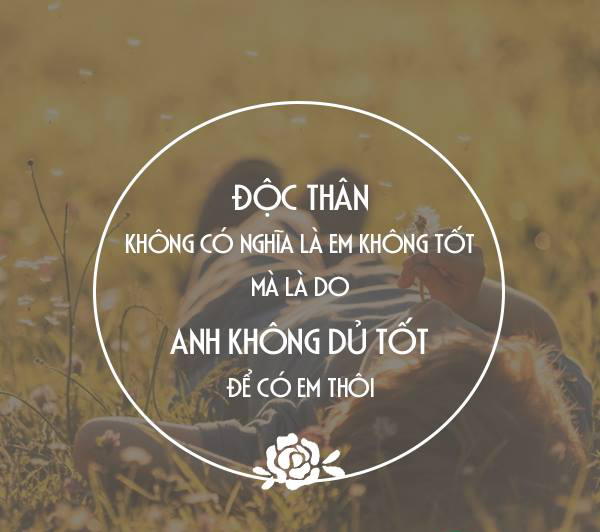 ĐỘC THÂN
KHÔNG CÓ NGHĨA LÀ EM KHÔNG TỐT
MÀ LÀ DO
ANH KHÔNG DỦ TỐT
ĐỂ CÓ EM THÔI